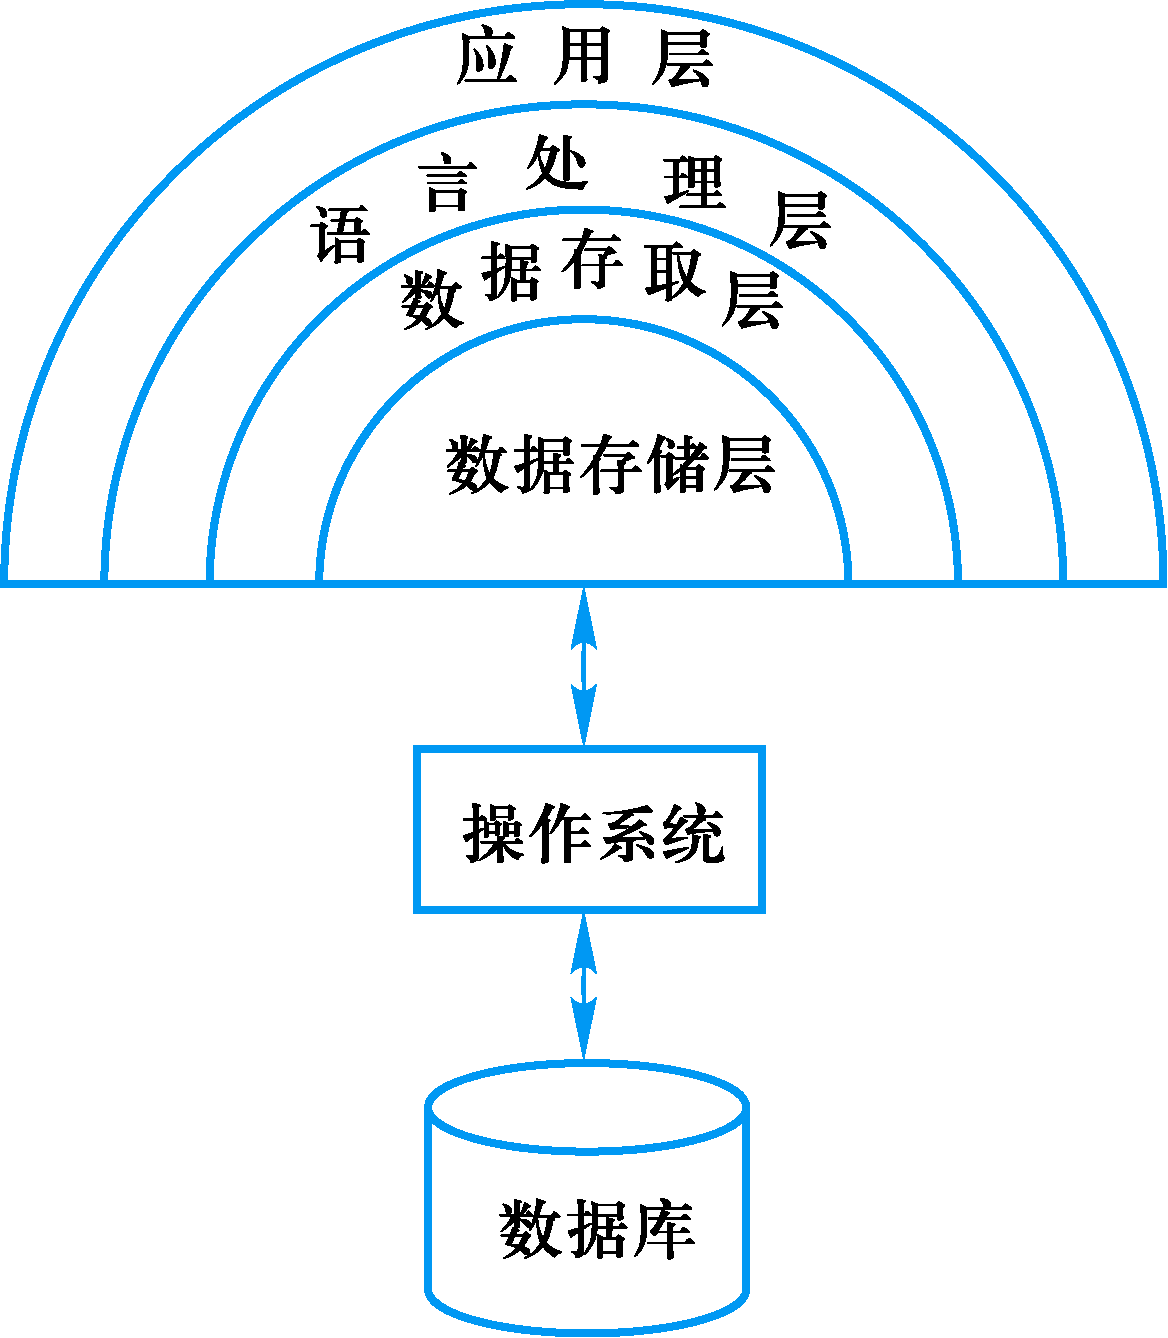 应用层
语言处理层
数据存取层
数据存储层
操作系统
数据库